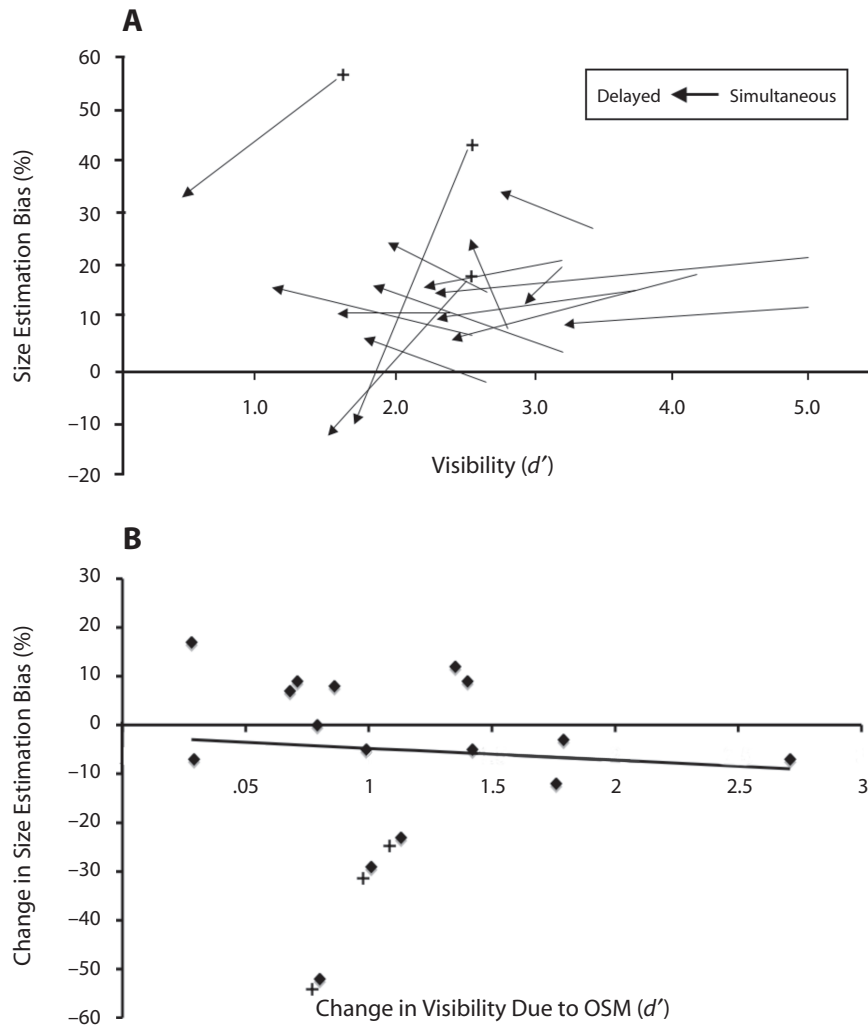 A
60
50
40
30
20
10
0
–10
–20
Size Estimation Bias (%)
Delayed Simultaneous
1.0 2.0 3.0 4.0 5.0
Visibility (d′)
B
30
20
10
0
–10
–20
–30
–40
–50
–60
Change in Size Estimation Bias (%)
.05 1 1.5 2 2.5 3
Change in Visibility Due to OSM (d′)